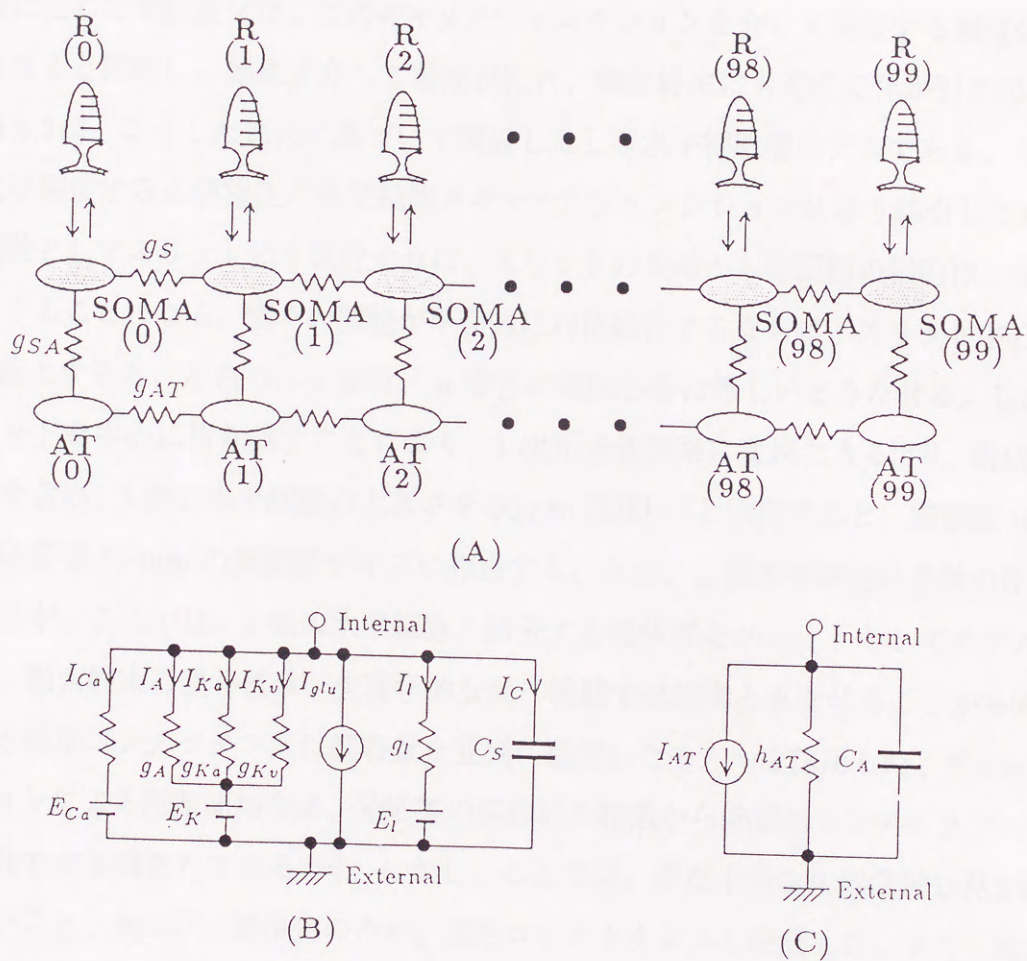 R R R R R
(0) (1) (2) (98) (99)
g_S
SOMA SOMA SOMA SOMA SOMA
(0) (1) (2) (98) (99)
g_SA
g_AT
AT AT AT AT AT
(0) (1) (2) (98) (99)
(A)
Internal
I_Ca I_A I_Ka I_Kv I_glu I_l I_C
g_l C_S
g_A g_Ka g_Kv
E_Ca E_K E_l
External
(B)
Internal
I_AT h_AT C_A
External
(C)